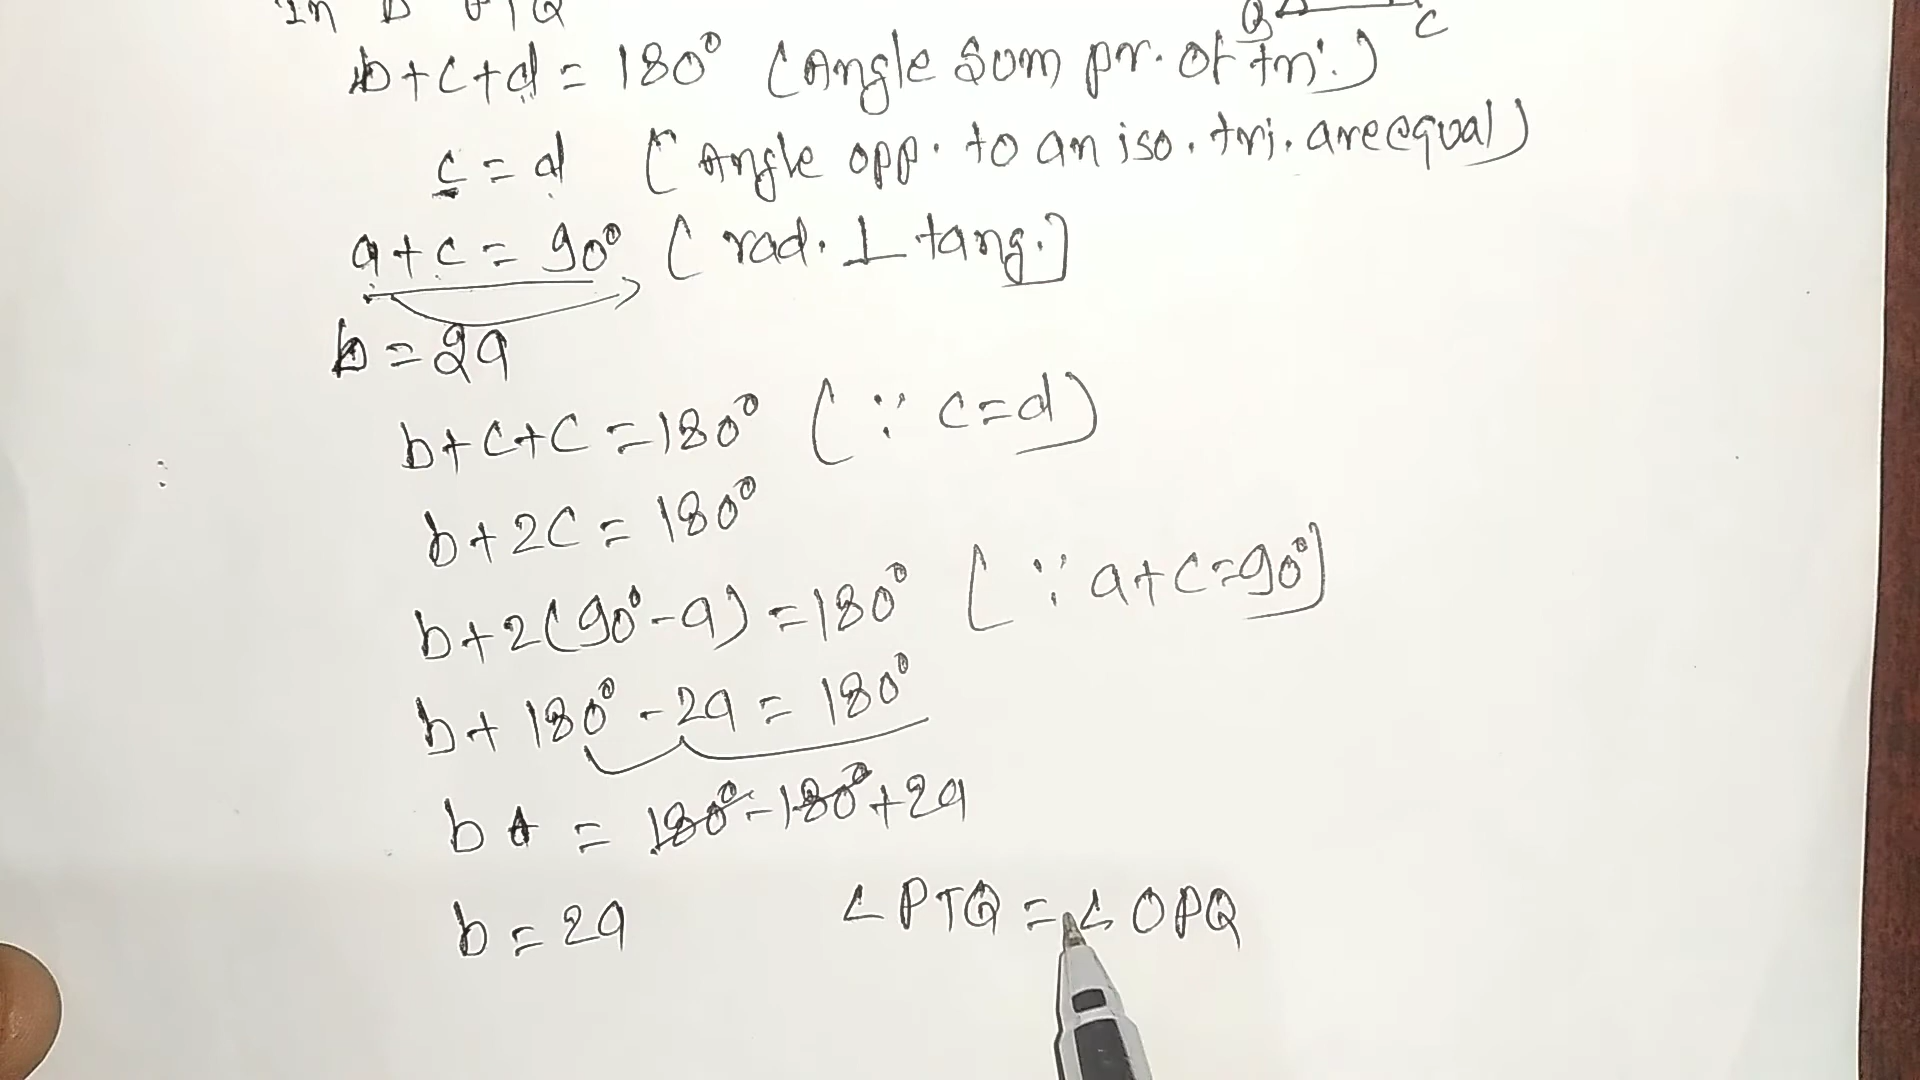 In
Q C
b+c+d = 180° (Angle Sum pr. of tri.)
c = d [Angle opp. to an iso. tri. are equal)
a+c = 90° (rad. ⊥ tang.]
b = 2a
b+c+c = 180° (∵ c=d)
b+2c = 180°
b+2(90°-a) = 180° [∵ a+c=90°]
b+180°-2a = 180°
b = 180°-180°+2a
b = 2a ∠PTQ = ∠OPQ